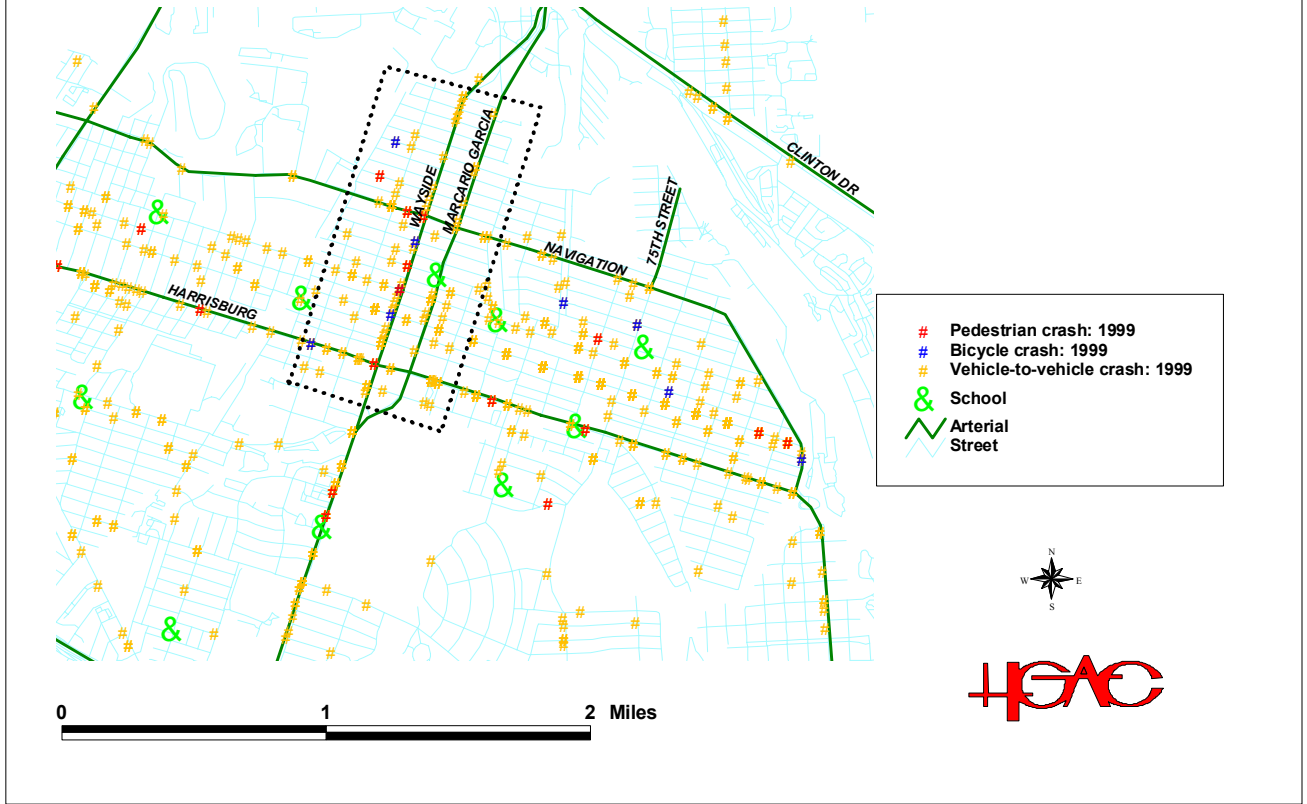 CLINTON DR
MARCARIO GARCIA
WAYSIDE
75TH STREET
NAVIGATION
HARRISBURG
# Pedestrian crash: 1999
# Bicycle crash: 1999
# Vehicle-to-vehicle crash: 1999
& School
Arterial
Street
N
W E
S
HGAC
0 1 2 Miles